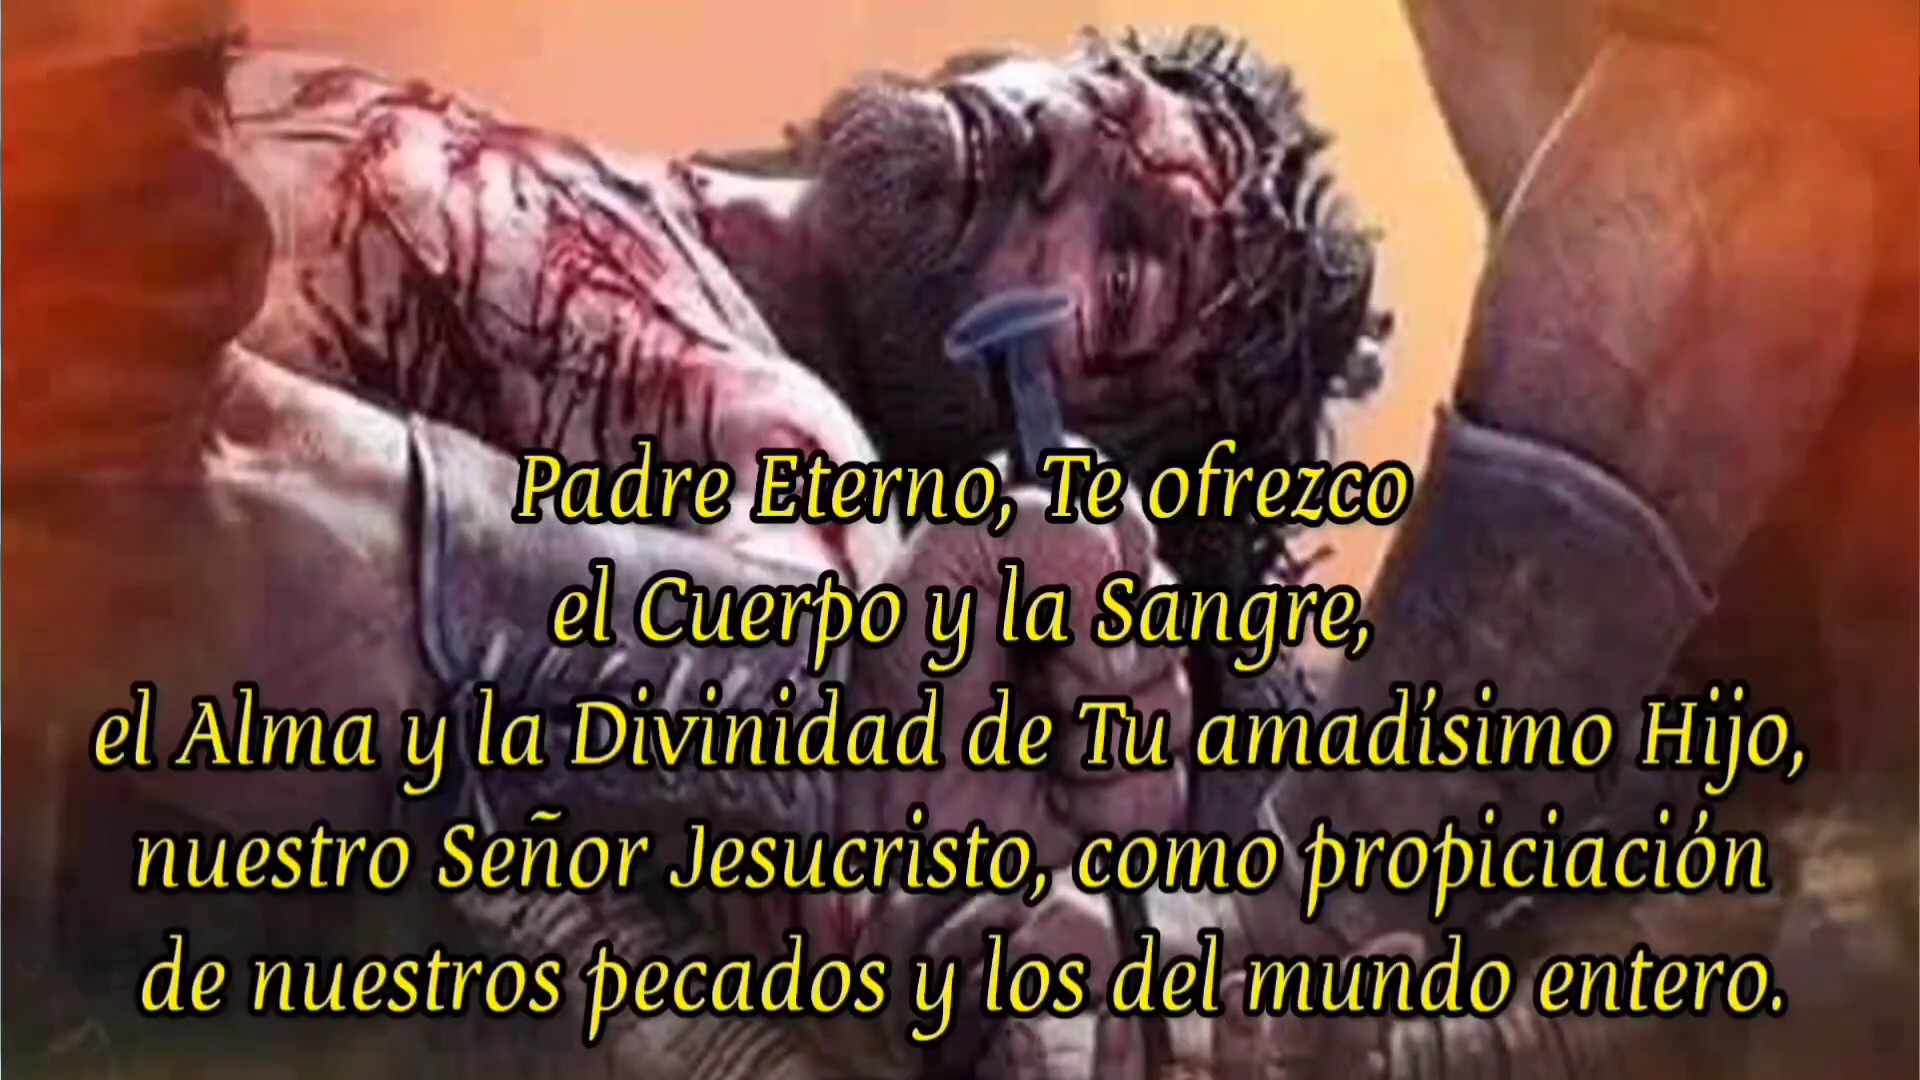 Padre Eterno, Te ofrezco
el Cuerpo y la Sangre,
el Alma y la Divinidad de Tu amadísimo Hijo,
nuestro Señor Jesucristo, como propiciación
de nuestros pecados y los del mundo entero.